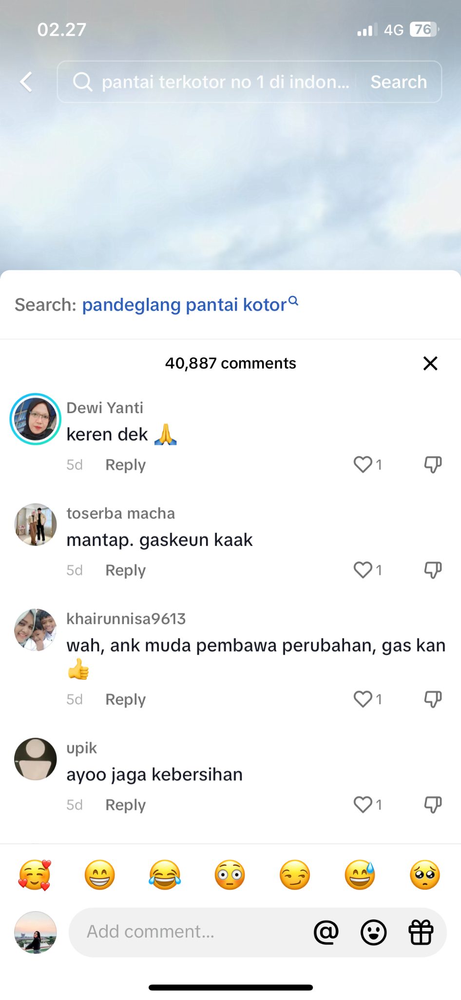 02.27
4G 76
pantai terkotor no 1 di indon... Search
Search: pandeglang pantai kotor
40,887 comments
Dewi Yanti
keren dek 🙏
5d Reply 1
toserba macha
mantap. gaskeun kaak
5d Reply 1
khairunnisa9613
wah, ank muda pembawa perubahan, gas kan
👍
5d Reply 1
upik
ayoo jaga kebersihan
5d Reply 1
Add comment...